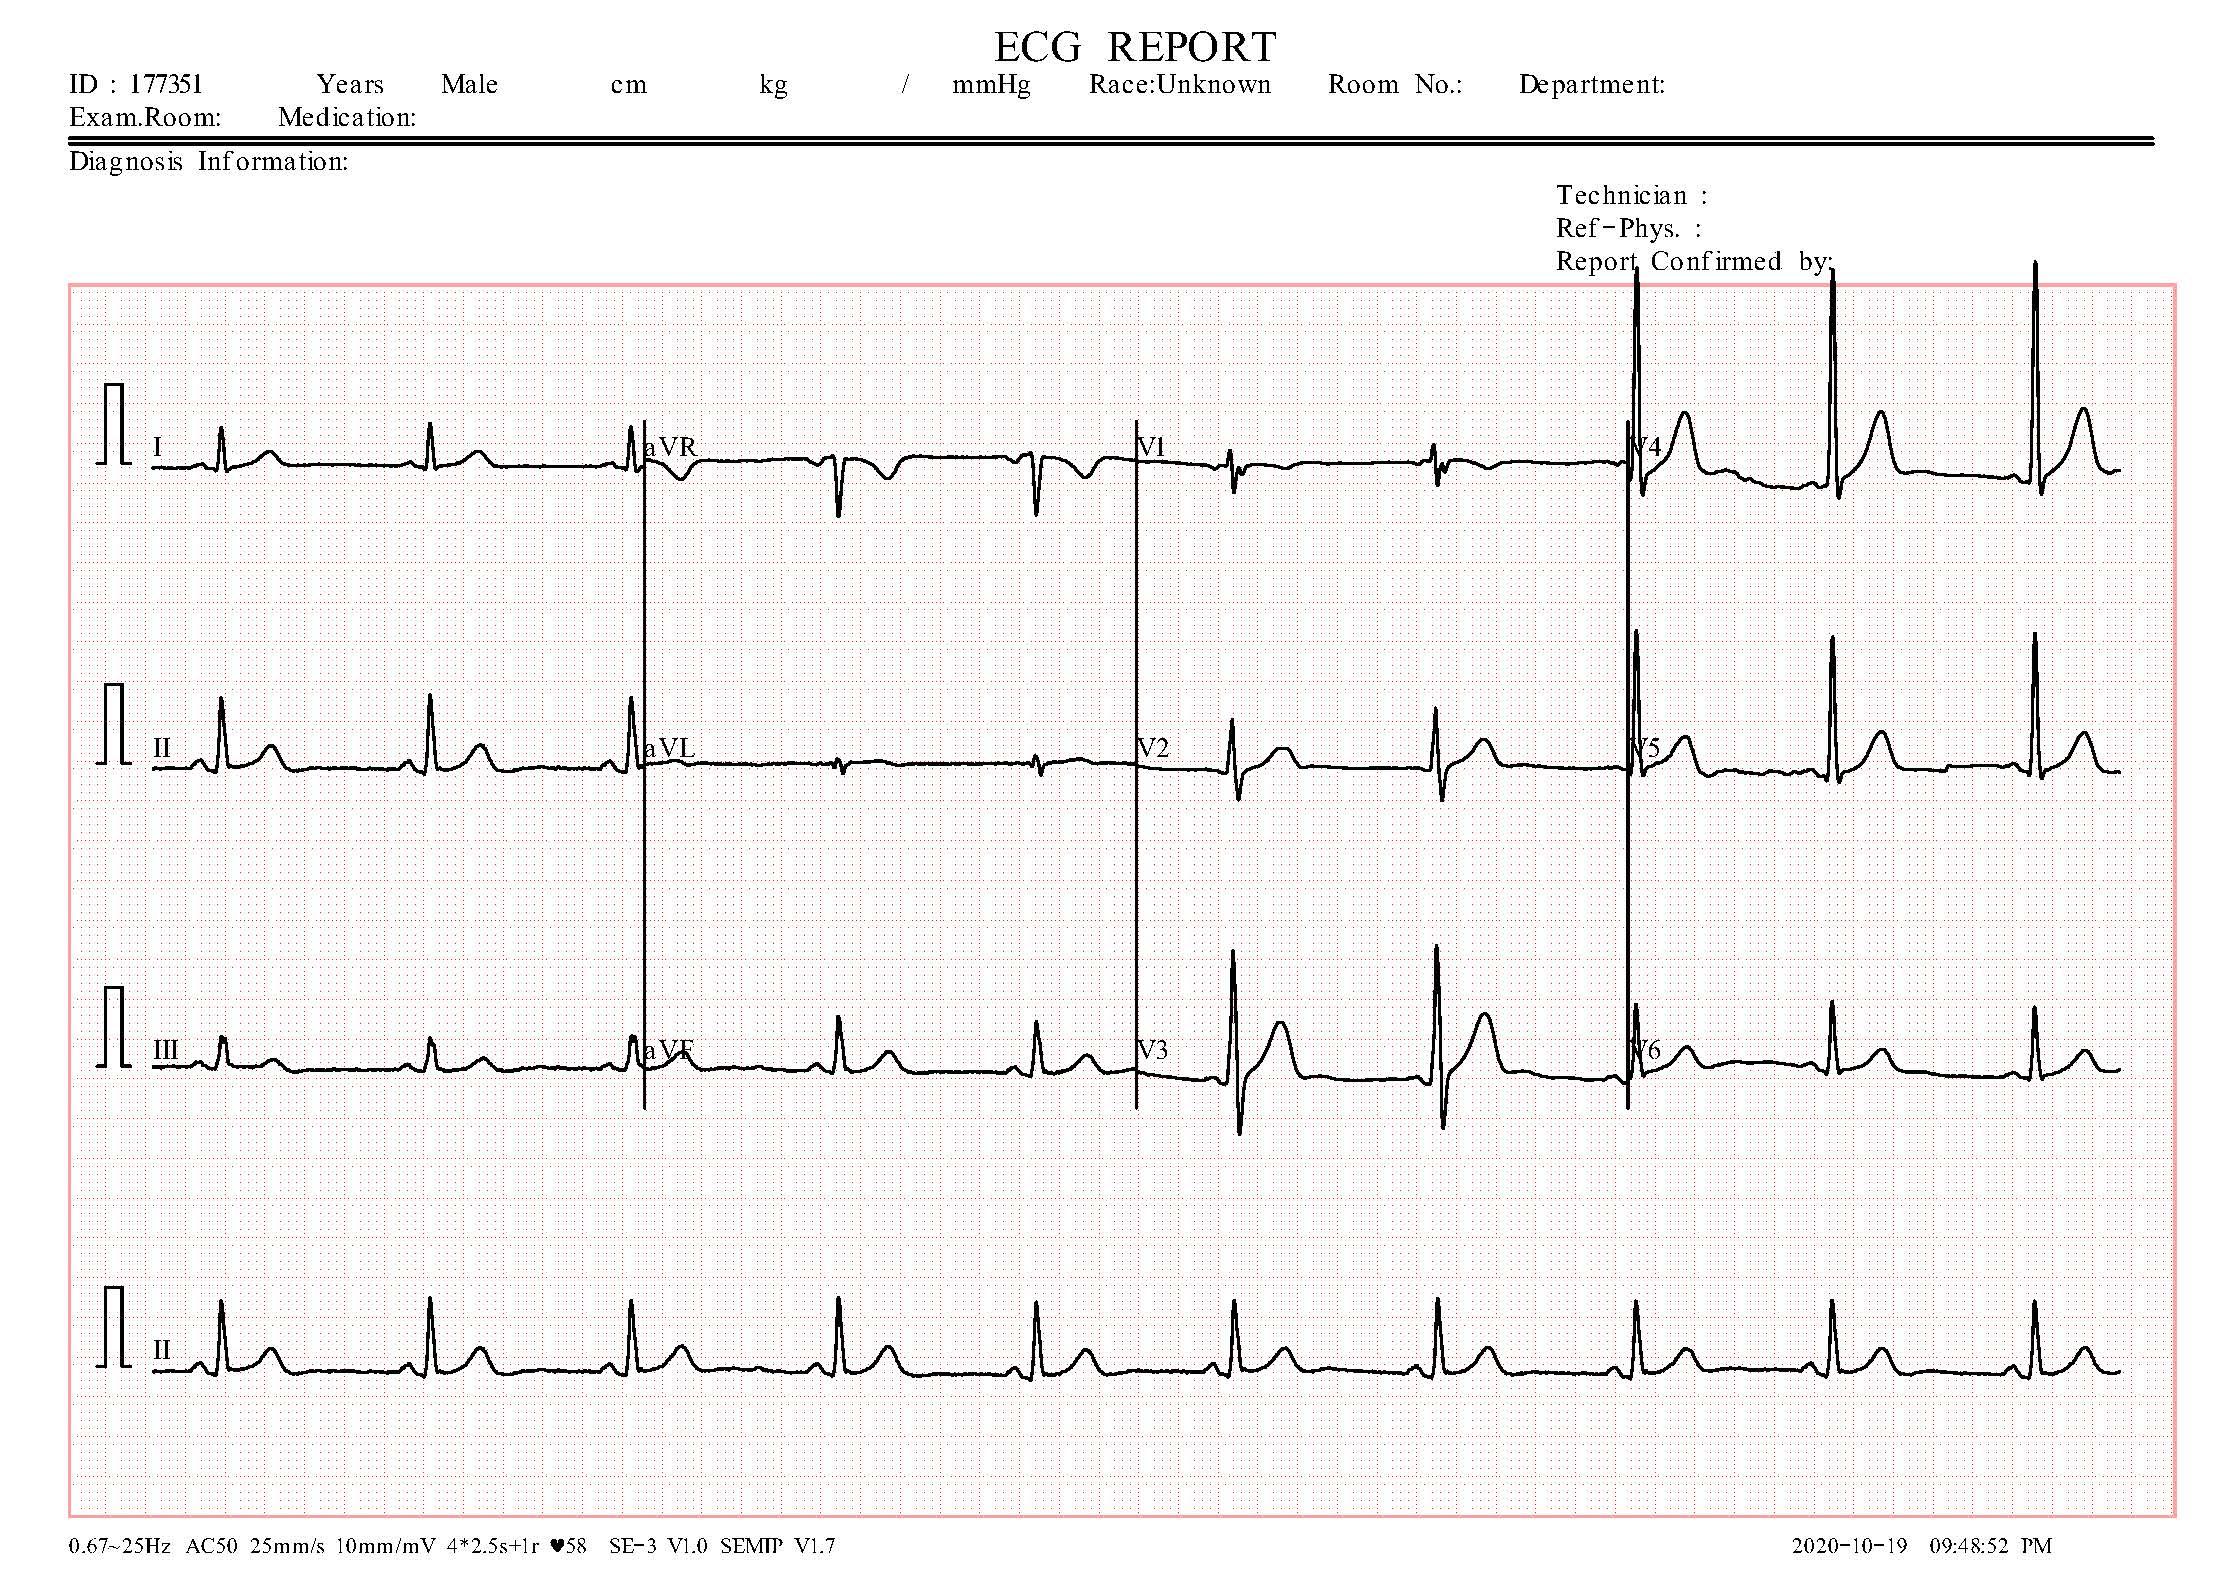 ECG REPORT
ID : 177351 Years Male cm kg / mmHg Race:Unknown Room No.: Department:
Exam.Room: Medication:
Diagnosis Information:
Technician :
Ref-Phys. :
Report Confirmed by:
I aVR V1 V4
II aVL V2 V5
III aVF V3 V6
II
0.67~25Hz AC50 25mm/s 10mm/mV 4*2.5s+1r ♥58 SE-3 V1.0 SEMIP V1.7 2020-10-19 09:48:52 PM